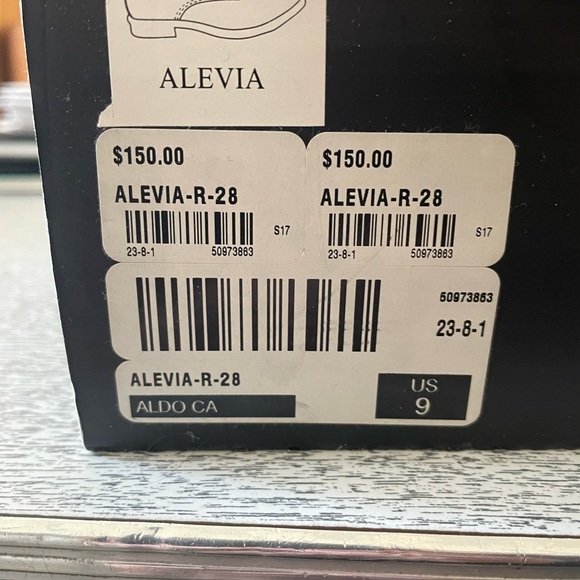 ALEVIA
$150.00
ALEVIA-R-28
S17
23-8-1 50973863
$150.00
ALEVIA-R-28
S17
23-8-1 50973863
50973863
23-8-1
ALEVIA-R-28
ALDO CA
US
9